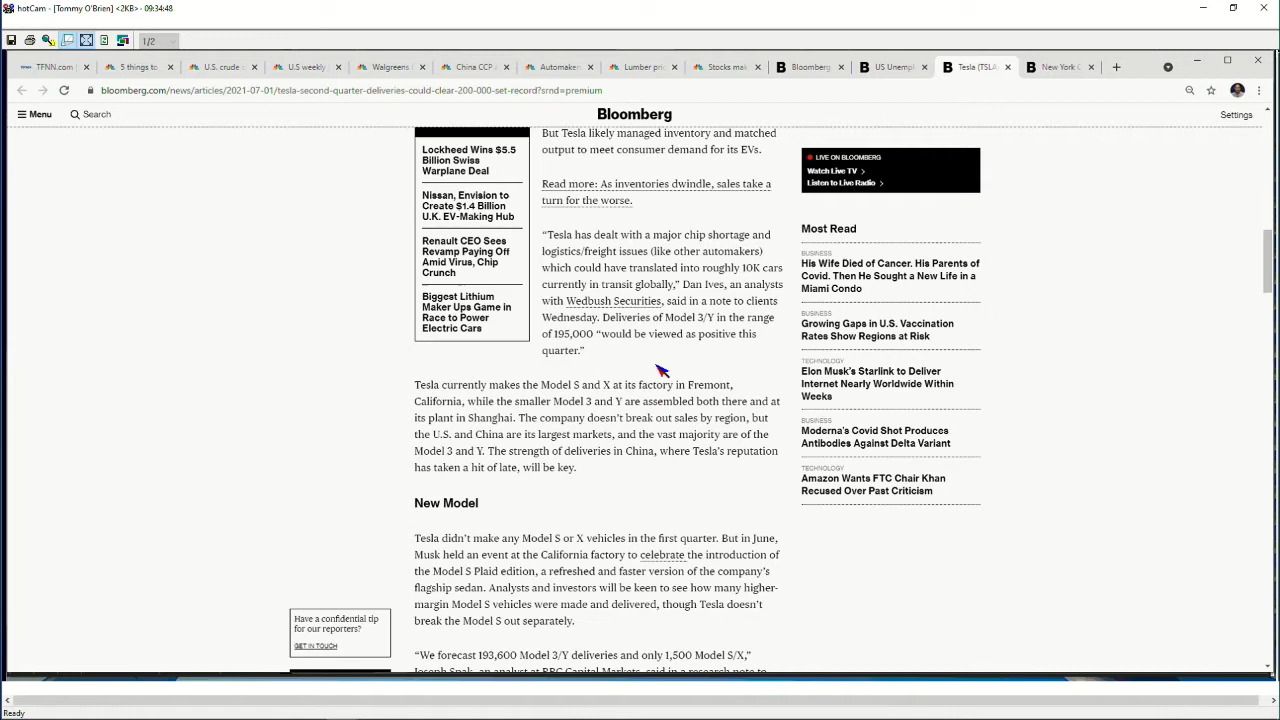 hotCam - [Tommy O'Brien] <2KB> - 09:34:48
1/2
TFNN.com
5 things to
U.S. crude
U.S weekly
Walgreens
China CCP
Automakers
Lumber pric
Stocks mak
Bloomberg
US Unempl
Tesla (TSLA
New York C
bloomberg.com/news/articles/2021-07-01/tesla-second-quarter-deliveries-could-clear-200-000-set-record?srnd=premium
Menu
Search
Bloomberg
Settings
Lockheed Wins $5.5
Billion Swiss
Warplane Deal
Nissan, Envision to
Create $1.4 Billion
U.K. EV-Making Hub
Renault CEO Sees
Revamp Paying Off
Amid Virus, Chip
Crunch
Biggest Lithium
Maker Ups Game in
Race to Power
Electric Cars
But Tesla likely managed inventory and matched
output to meet consumer demand for its EVs.
Read more: As inventories dwindle, sales take a
turn for the worse.
“Tesla has dealt with a major chip shortage and
logistics/freight issues (like other automakers)
which could have translated into roughly 10K cars
currently in transit globally,” Dan Ives, an analysts
with Wedbush Securities, said in a note to clients
Wednesday. Deliveries of Model 3/Y in the range
of 195,000 “would be viewed as positive this
quarter.”
Tesla currently makes the Model S and X at its factory in Fremont,
California, while the smaller Model 3 and Y are assembled both there and at
its plant in Shanghai. The company doesn’t break out sales by region, but
the U.S. and China are its largest markets, and the vast majority are of the
Model 3 and Y. The strength of deliveries in China, where Tesla’s reputation
has taken a hit of late, will be key.
New Model
Tesla didn’t make any Model S or X vehicles in the first quarter. But in June,
Musk held an event at the California factory to celebrate the introduction of
the Model S Plaid edition, a refreshed and faster version of the company’s
flagship sedan. Analysts and investors will be keen to see how many higher-
margin Model S vehicles were made and delivered, though Tesla doesn’t
break the Model S out separately.
“We forecast 193,600 Model 3/Y deliveries and only 1,500 Model S/X,”
Joseph Spak, an analyst at RBC Capital Markets, said in a research note to
Have a confidential tip
for our reporters?
GET IN TOUCH
LIVE ON BLOOMBERG
Watch Live TV
Listen to Live Radio
Most Read
BUSINESS
His Wife Died of Cancer. His Parents of
Covid. Then He Sought a New Life in a
Miami Condo
BUSINESS
Growing Gaps in U.S. Vaccination
Rates Show Regions at Risk
TECHNOLOGY
Elon Musk’s Starlink to Deliver
Internet Nearly Worldwide Within
Weeks
BUSINESS
Moderna’s Covid Shot Produces
Antibodies Against Delta Variant
TECHNOLOGY
Amazon Wants FTC Chair Khan
Recused Over Past Criticism
Ready